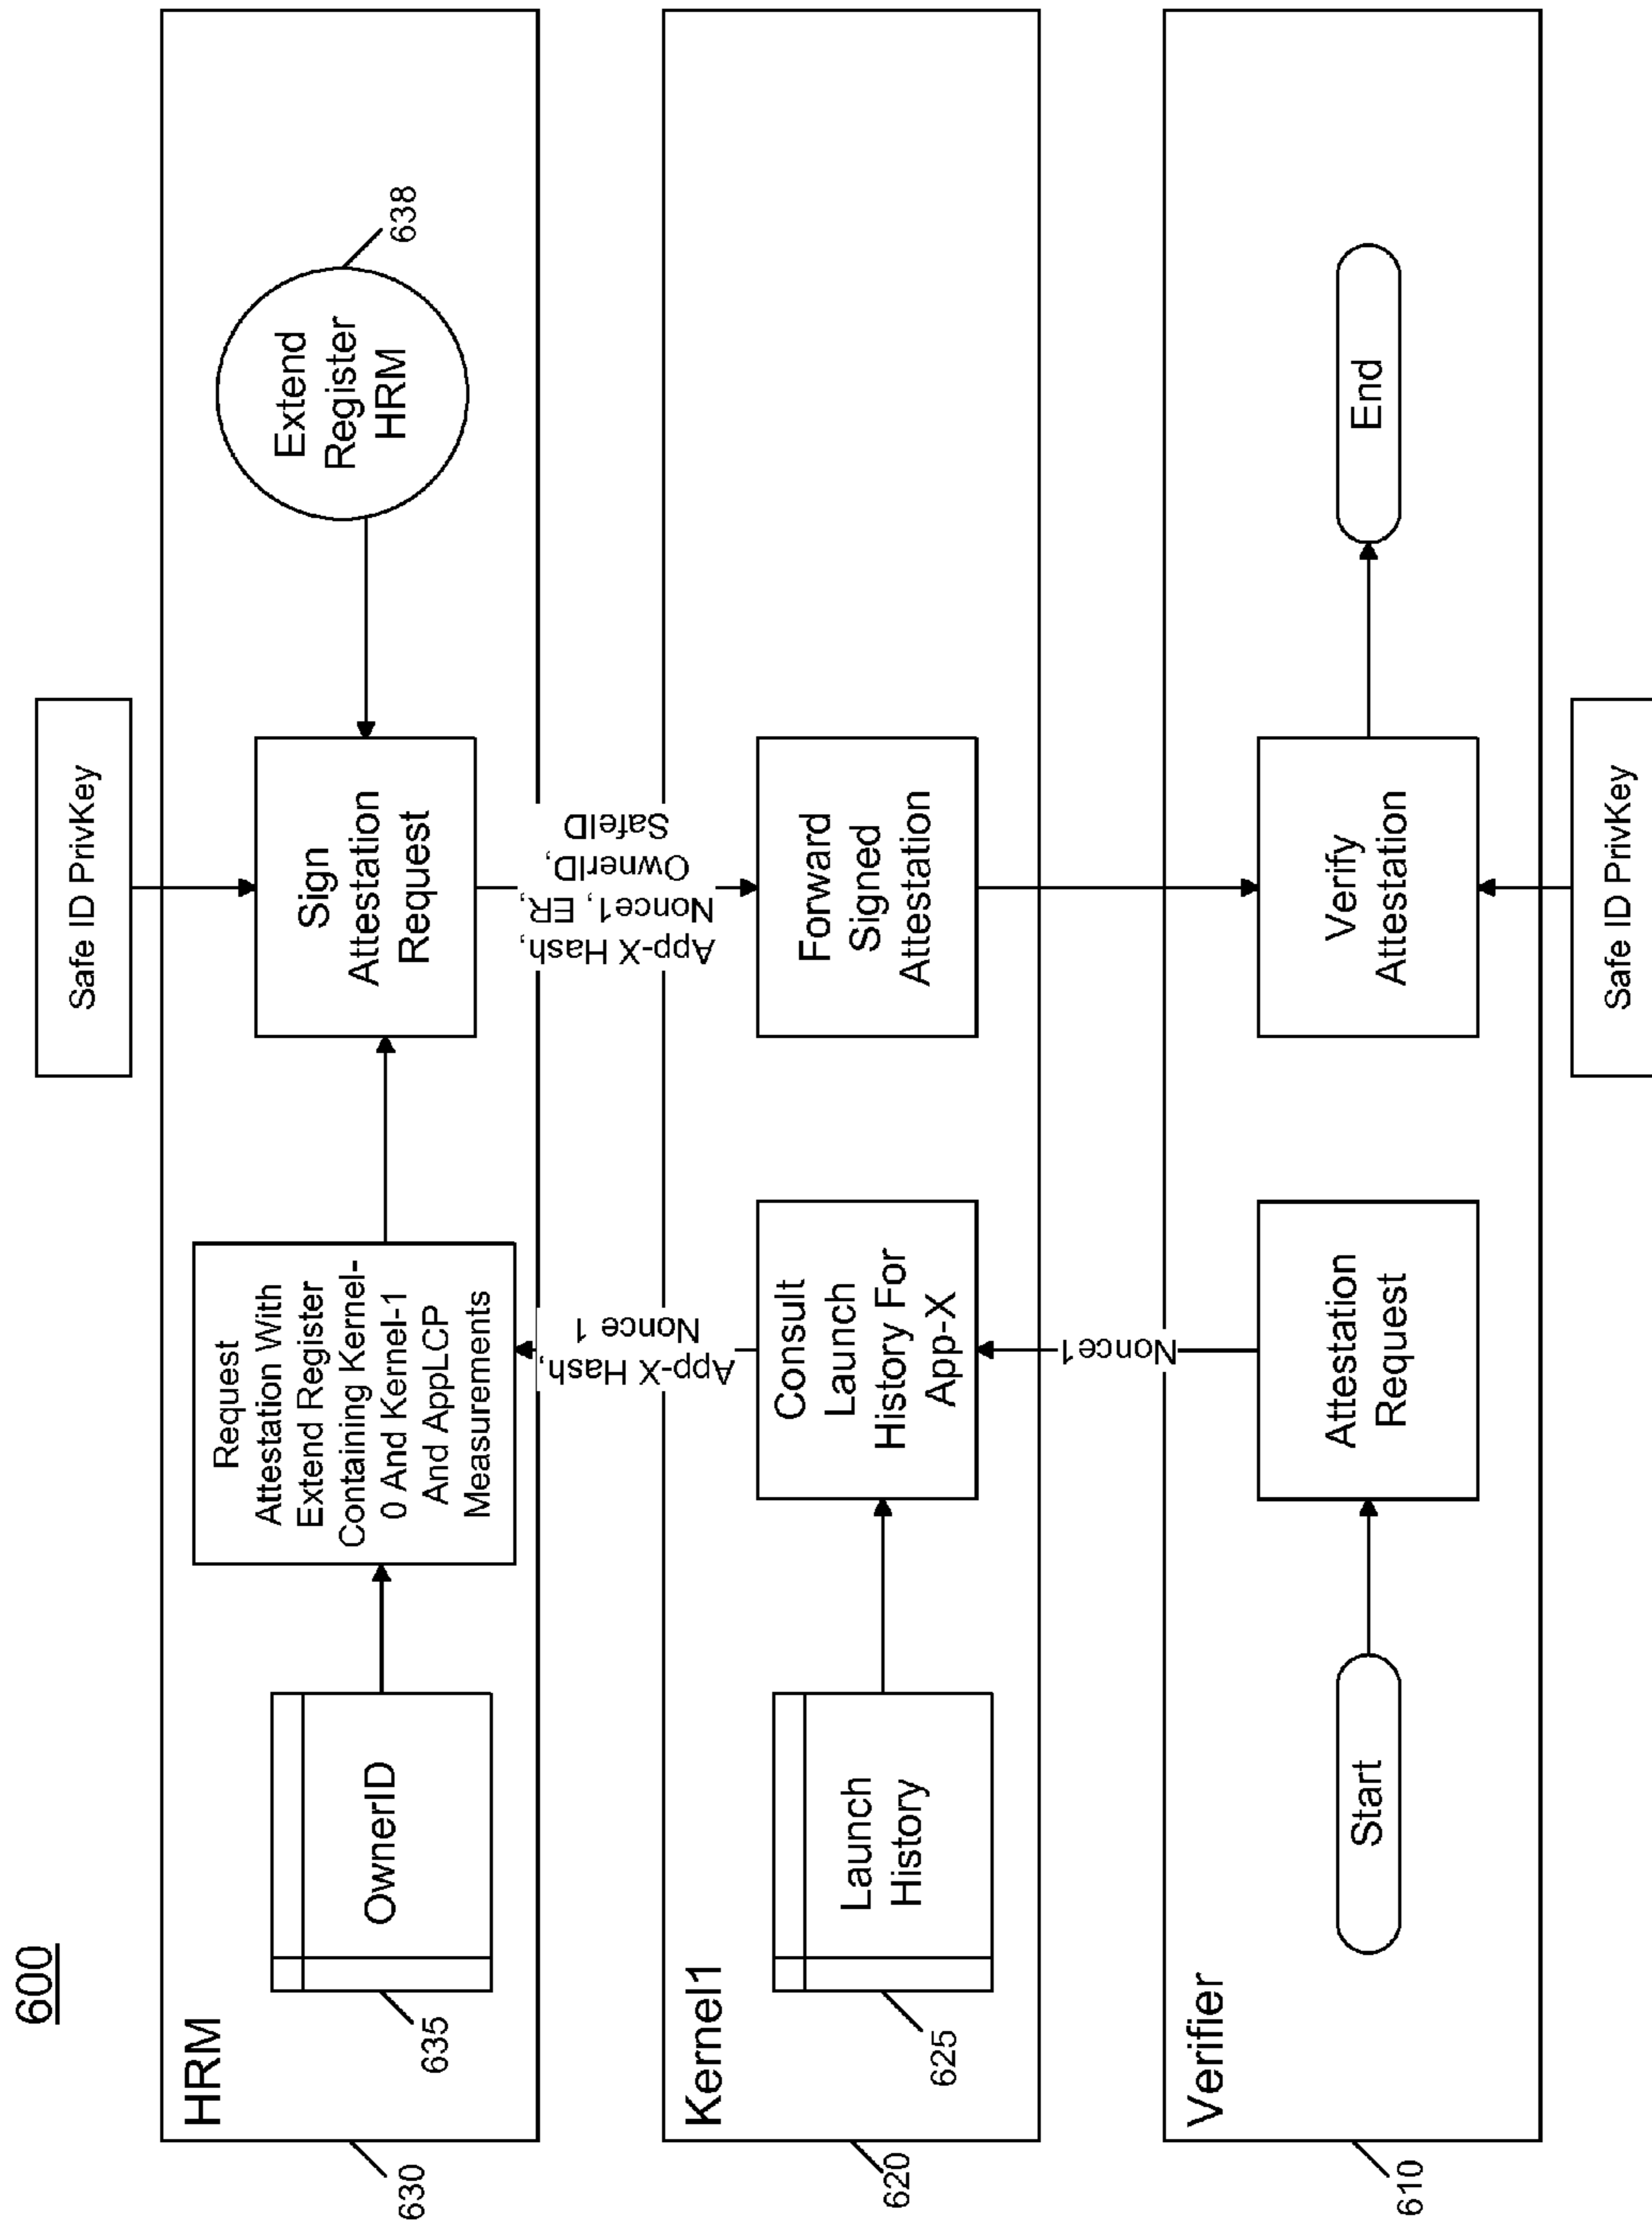 600
Safe ID PrivKey
HRM
630
OwnerID
635
Request
Attestation With
Extend Register
Containing Kernel-
0 And Kernel-1
And AppLCP
Measurements
Sign
Attestation
Request
Extend
Register
HRM
638
App-X Hash,
Nonce 1
App-X Hash,
Nonce1, ER,
OwnerID,
SafeID
Kernel1
620
Launch
History
625
Consult
Launch
History For
App-X
Forward
Signed
Attestation
Nonce1
Verifier
610
Start
Attestation
Request
Verify
Attestation
End
Safe ID PrivKey